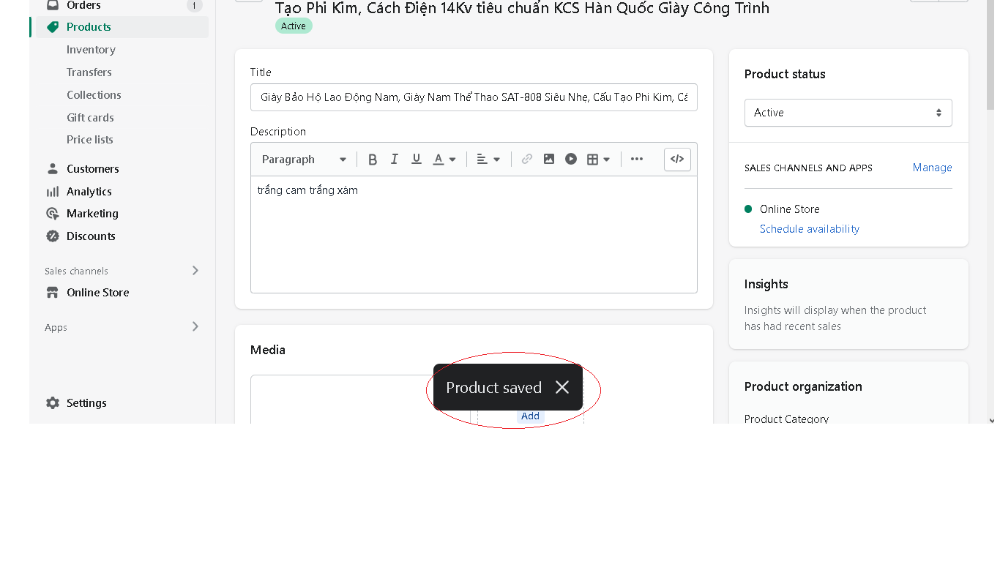 Orders 1
Products
Inventory
Transfers
Collections
Gift cards
Price lists
Customers
Analytics
Marketing
Discounts
Sales channels
Online Store
Apps
Settings
Tạo Phi Kim, Cách Điện 14Kv tiêu chuẩn KCS Hàn Quốc Giày Công Trình
Active
Title
Giày Bảo Hộ Lao Động Nam, Giày Nam Thể Thao SAT-808 Siêu Nhẹ, Cấu Tạo Phi Kim, Cá
Description
Paragraph B I U A </>
trắng cam trắng xám
Media
Product saved
Add
Product status
Active
SALES CHANNELS AND APPS Manage
Online Store
Schedule availability
Insights
Insights will display when the product
has had recent sales
Product organization
Product Category